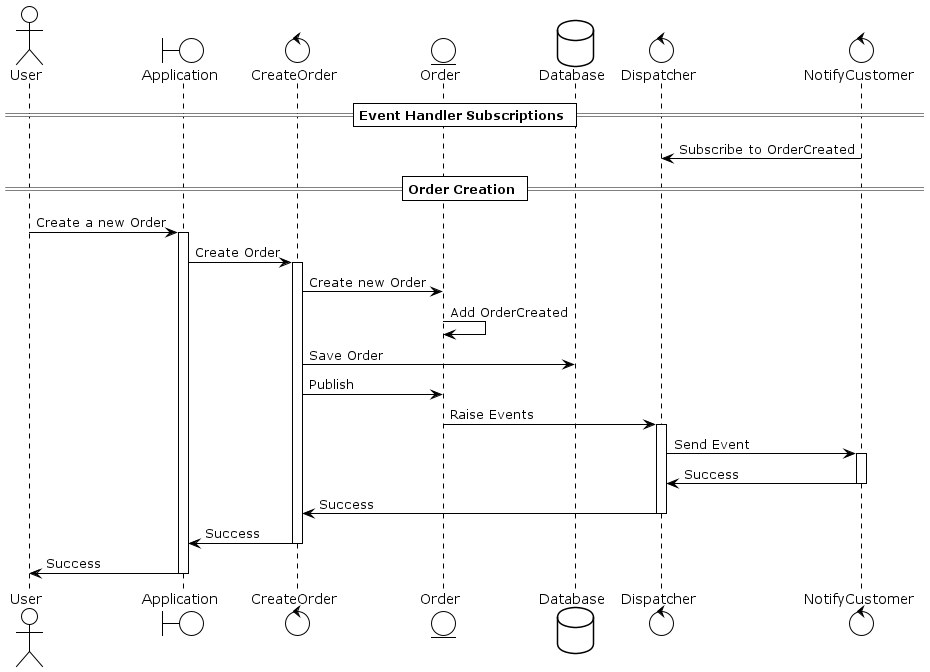 User
Application
CreateOrder
Order
Database
Dispatcher
NotifyCustomer
Event Handler Subscriptions
Subscribe to OrderCreated
Order Creation
Create a new Order
Create Order
Create new Order
Add OrderCreated
Save Order
Publish
Raise Events
Send Event
Success
Success
Success
Success
User
Application
CreateOrder
Order
Database
Dispatcher
NotifyCustomer